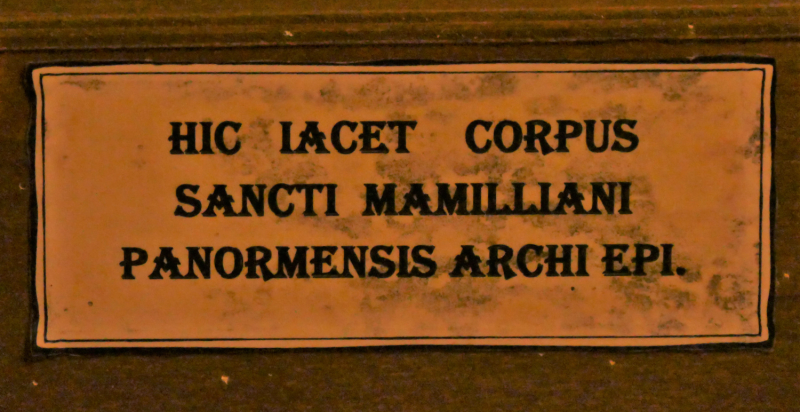 HIC IACET CORPUS
SANCTI MAMILLIANI
PANORMENSIS ARCHI EPI.